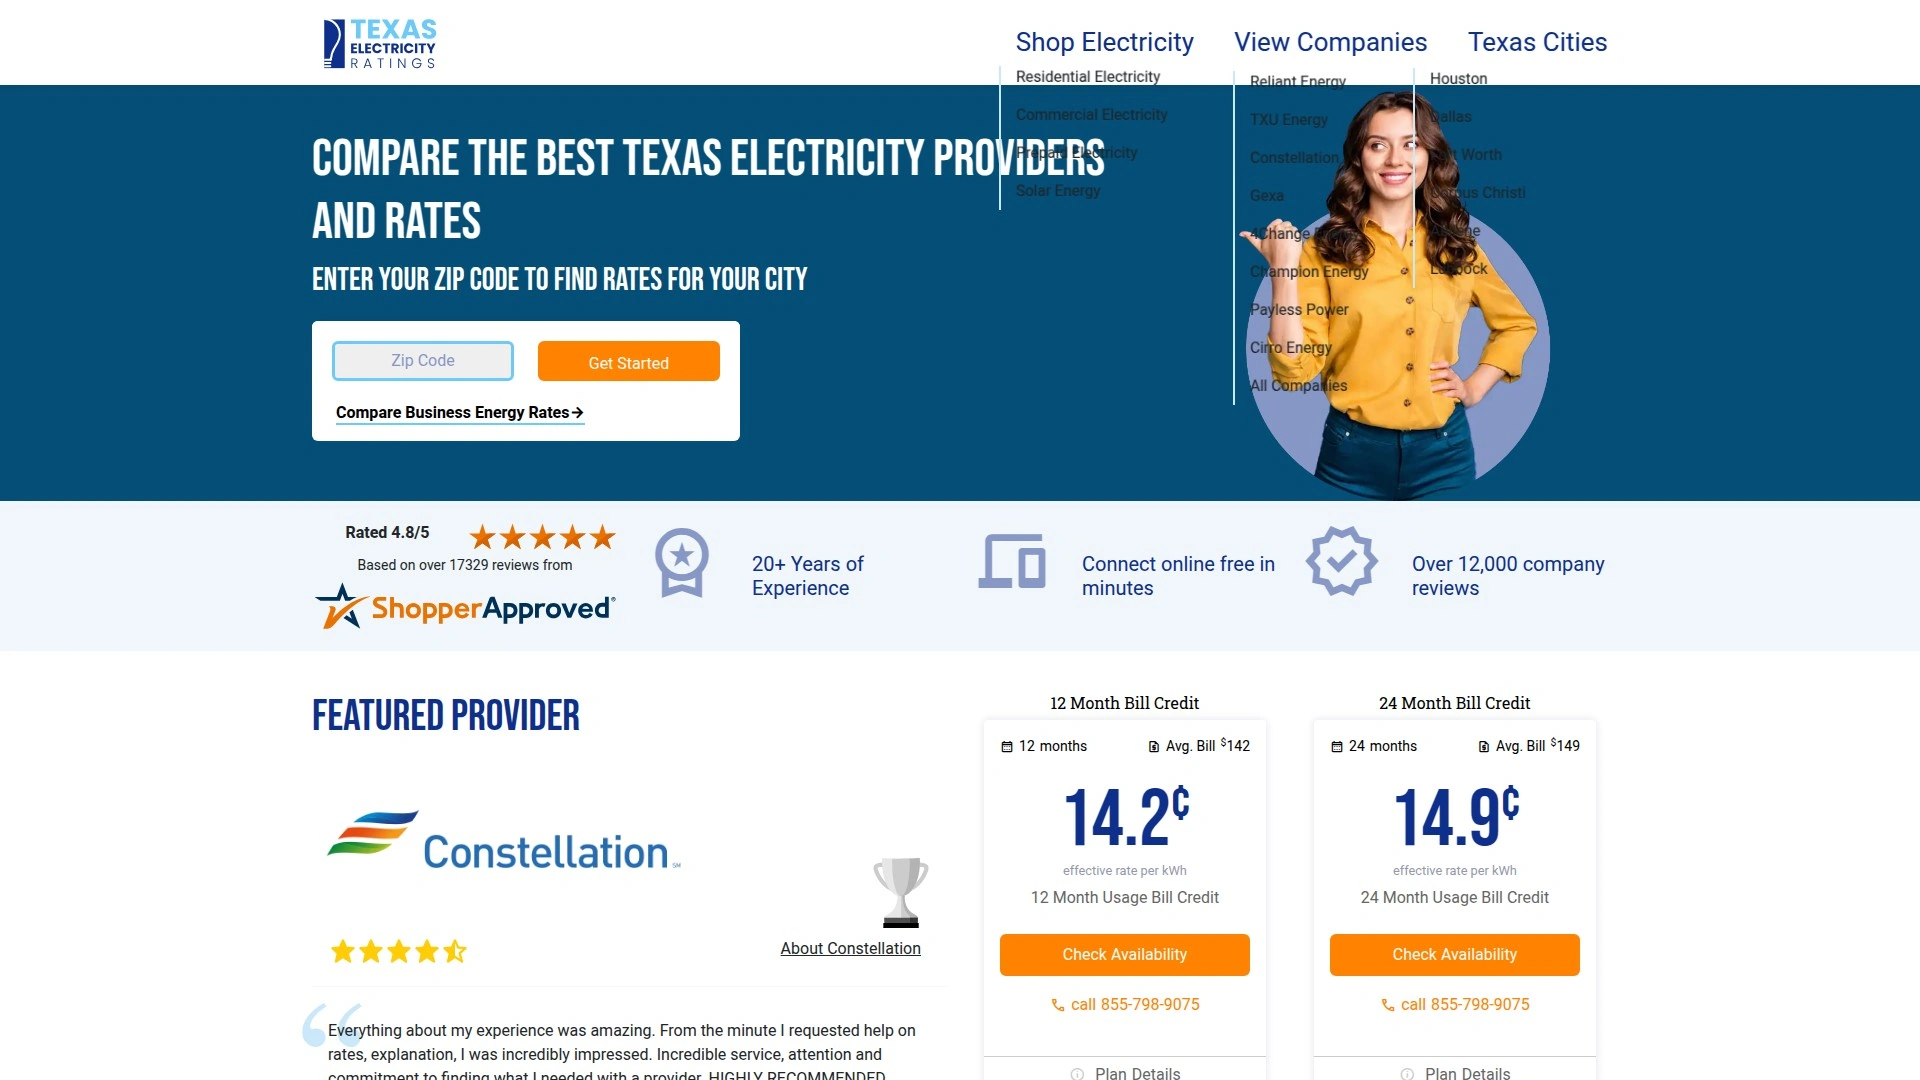 TEXAS
ELECTRICITY
RATINGS
Shop Electricity
View Companies
Texas Cities
Residential Electricity
Commercial Electricity
Prepaid Electricity
Solar Energy
Reliant Energy
TXU Energy
Constellation
Gexa
4Change
Champion Energy
Payless Power
Cirro Energy
All Companies
Houston
Dallas
Worth
Corpus Christi
Lubbock
COMPARE THE BEST TEXAS ELECTRICITY PROVIDERS
AND RATES
ENTER YOUR ZIP CODE TO FIND RATES FOR YOUR CITY
Zip Code
Get Started
Compare Business Energy Rates→
Rated 4.8/5
Based on over 17329 reviews from
ShopperApproved®
20+ Years of
Experience
Connect online free in
minutes
Over 12,000 company
reviews
FEATURED PROVIDER
Constellation SM
About Constellation
“
Everything about my experience was amazing. From the minute I requested help on
rates, explanation, I was incredibly impressed. Incredible service, attention and
commitment to finding what I needed with a provider. HIGHLY RECOMMENDED
12 Month Bill Credit
12 months
Avg. Bill $142
14.2¢
effective rate per kWh
12 Month Usage Bill Credit
Check Availability
call 855-798-9075
Plan Details
24 Month Bill Credit
24 months
Avg. Bill $149
14.9¢
effective rate per kWh
24 Month Usage Bill Credit
Check Availability
call 855-798-9075
Plan Details